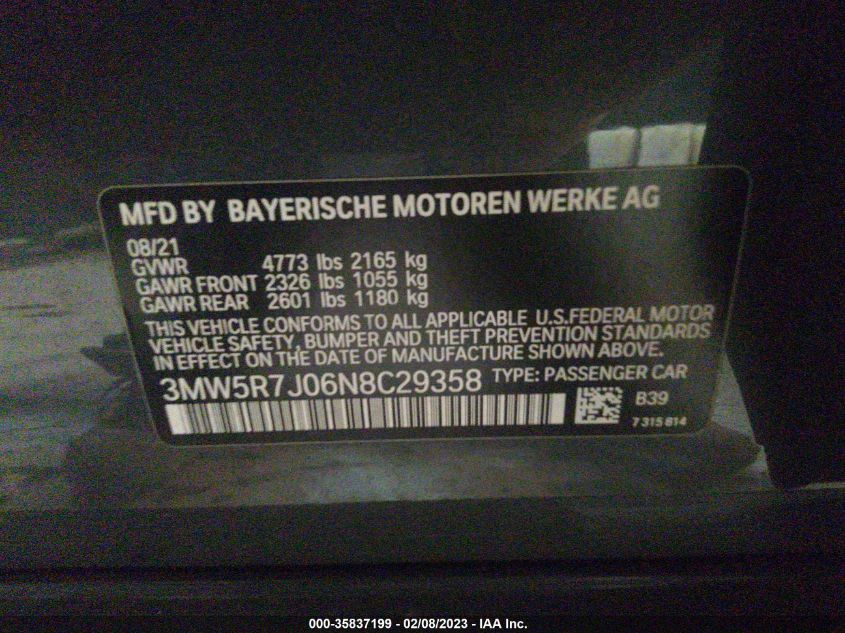 MFD BY BAYERISCHE MOTOREN WERKE AG
08/21
GVWR 4773 lbs 2165 kg
GAWR FRONT 2326 lbs 1055 kg
GAWR REAR 2601 lbs 1180 kg
THIS VEHICLE CONFORMS TO ALL APPLICABLE U.S.FEDERAL MOTOR
VEHICLE SAFETY, BUMPER AND THEFT PREVENTION STANDARDS
IN EFFECT ON THE DATE OF MANUFACTURE SHOWN ABOVE.
3MW5R7J06N8C29358 TYPE: PASSENGER CAR
B39
7315814
000-35837199 - 02/08/2023 - IAA Inc.